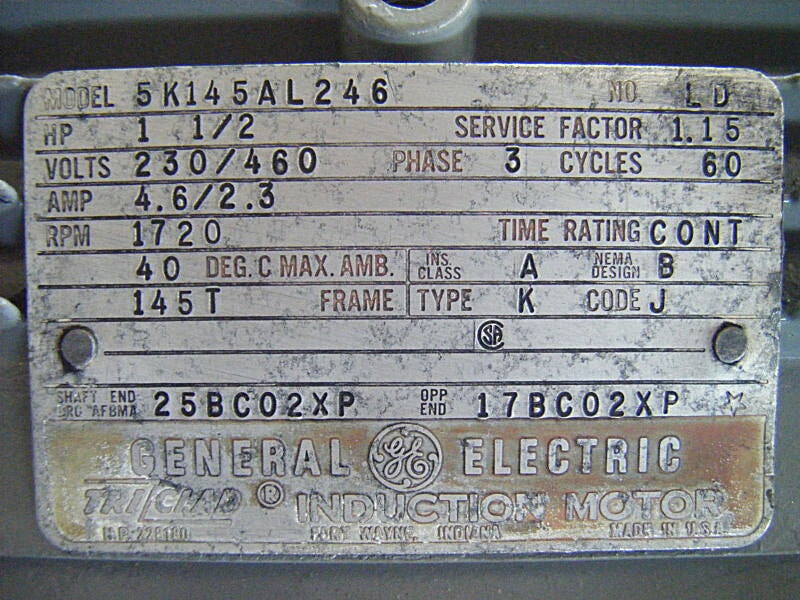 MODEL 5K145AL246 NO. LD
HP 1 1/2 SERVICE FACTOR 1.15
VOLTS 230/460 PHASE 3 CYCLES 60
AMP 4.6/2.3
RPM 1720 TIME RATING CONT
40 DEG. C MAX. AMB. INS. CLASS A NEMA DESIGN B
145T FRAME TYPE K CODE J
CSA
SHAFT END BRG AFBMA 25BC02XP OPP END 17BC02XP
GENERAL GE ELECTRIC
TRI CLAD ® INDUCTION MOTOR
FORT WAYNE, INDIANA MADE IN U.S.A.